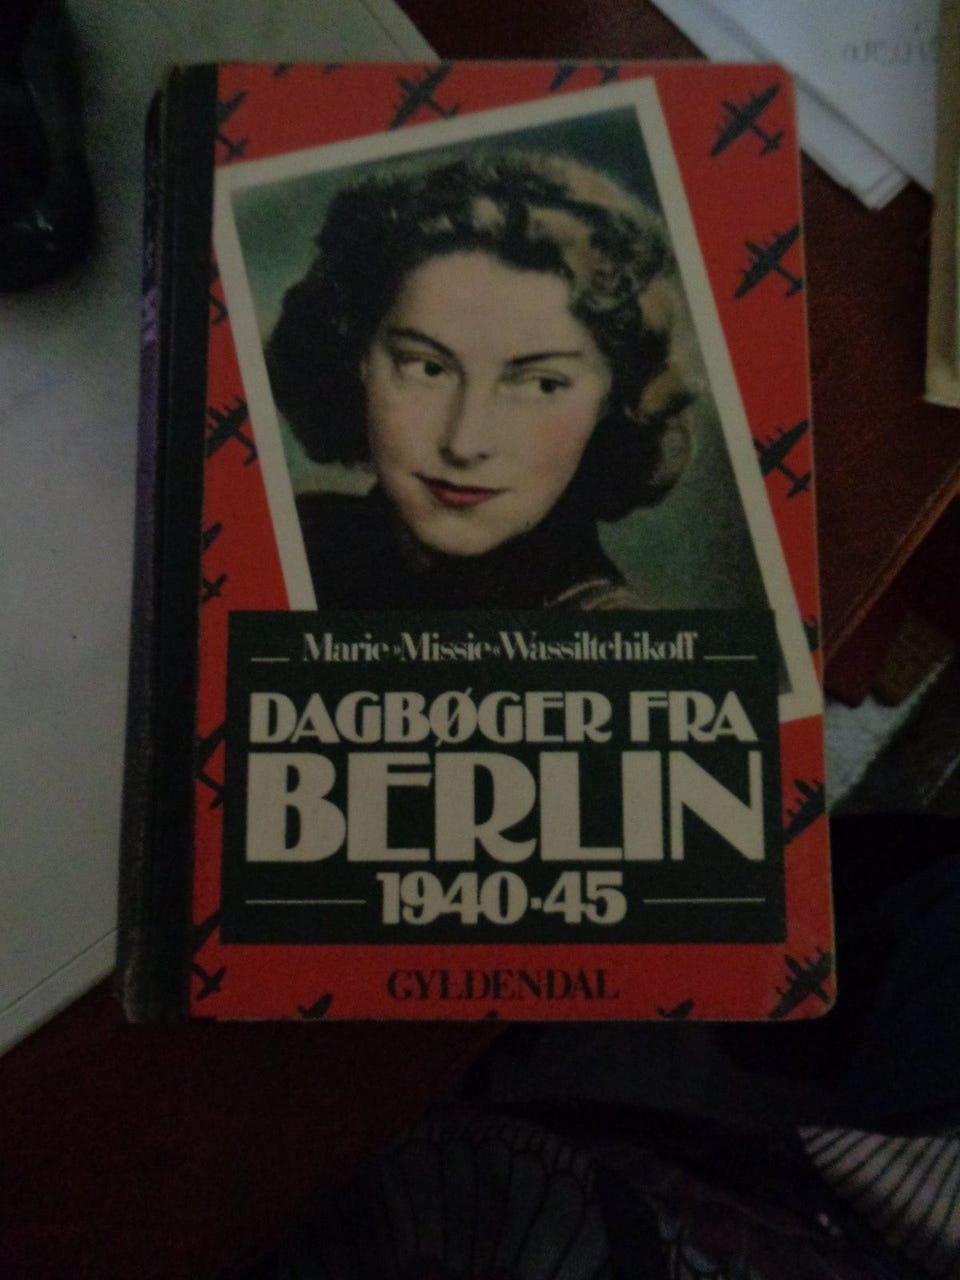 Marie »Missie« Wassiltchikoff
DAGBØGER FRA
BERLIN
1940·45
GYLDENDAL